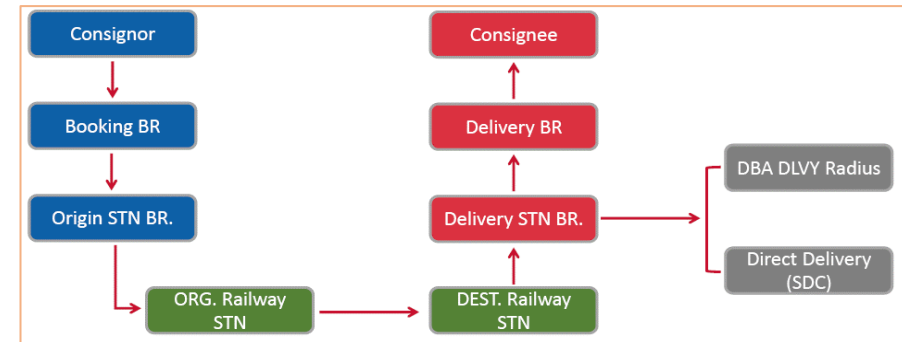 Consignor
Booking BR
Origin STN BR.
ORG. Railway
STN
DEST. Railway
STN
Delivery STN BR.
Delivery BR
Consignee
DBA DLVY Radius
Direct Delivery
(SDC)